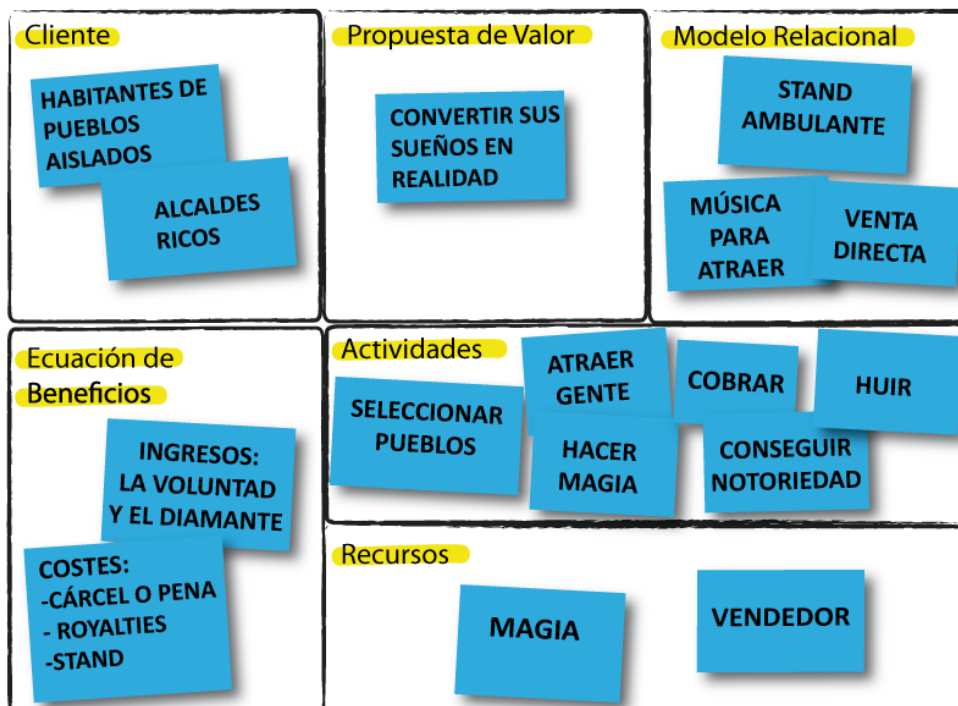 Cliente
HABITANTES DE
PUEBLOS
AISLADOS
ALCALDES
RICOS
Propuesta de Valor
CONVERTIR SUS
SUEÑOS EN
REALIDAD
Modelo Relacional
STAND
AMBULANTE
MÚSICA
PARA
ATRAER
VENTA
DIRECTA
Ecuación de
Beneficios
INGRESOS:
LA VOLUNTAD
Y EL DIAMANTE
COSTES:
-CÁRCEL O PENA
- ROYALTIES
-STAND
Actividades
SELECCIONAR
PUEBLOS
ATRAER
GENTE
HACER
MAGIA
COBRAR
CONSEGUIR
NOTORIEDAD
HUIR
Recursos
MAGIA
VENDEDOR